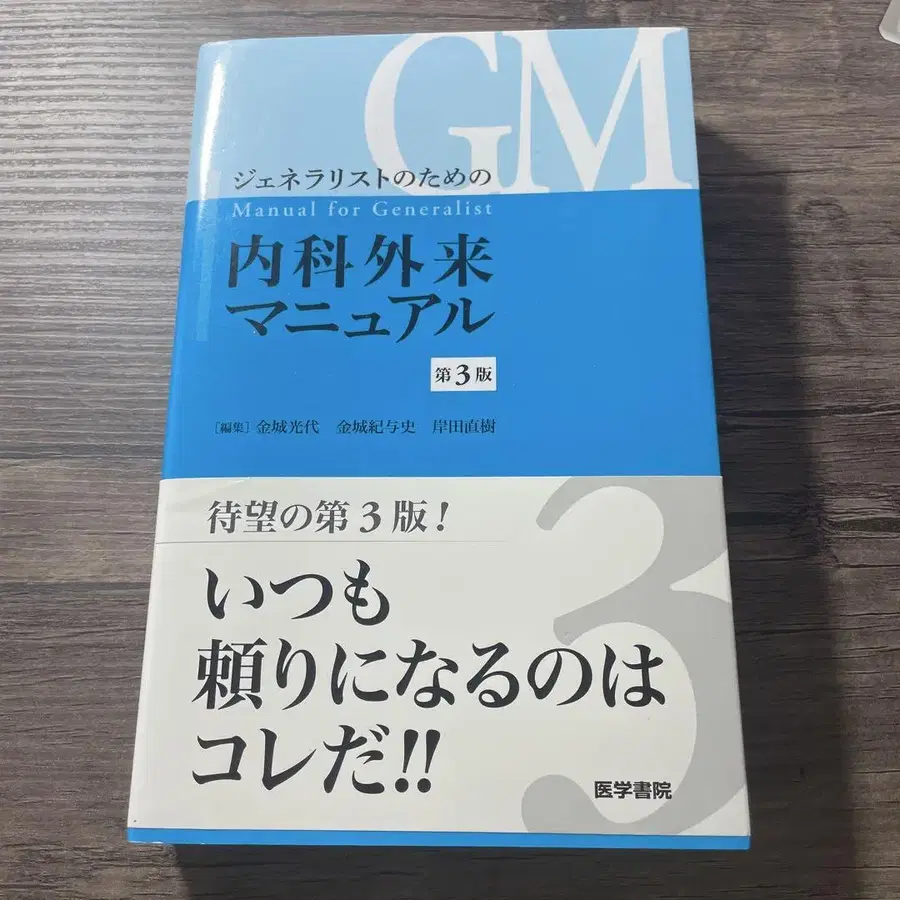 GM
ジェネラリストのための
Manual for Generalist
内科外来
マニュアル
第3版
[編集] 金城光代 金城紀与史 岸田直樹
待望の第3版!
3
いつも
頼りになるのは
コレだ!!
医学書院